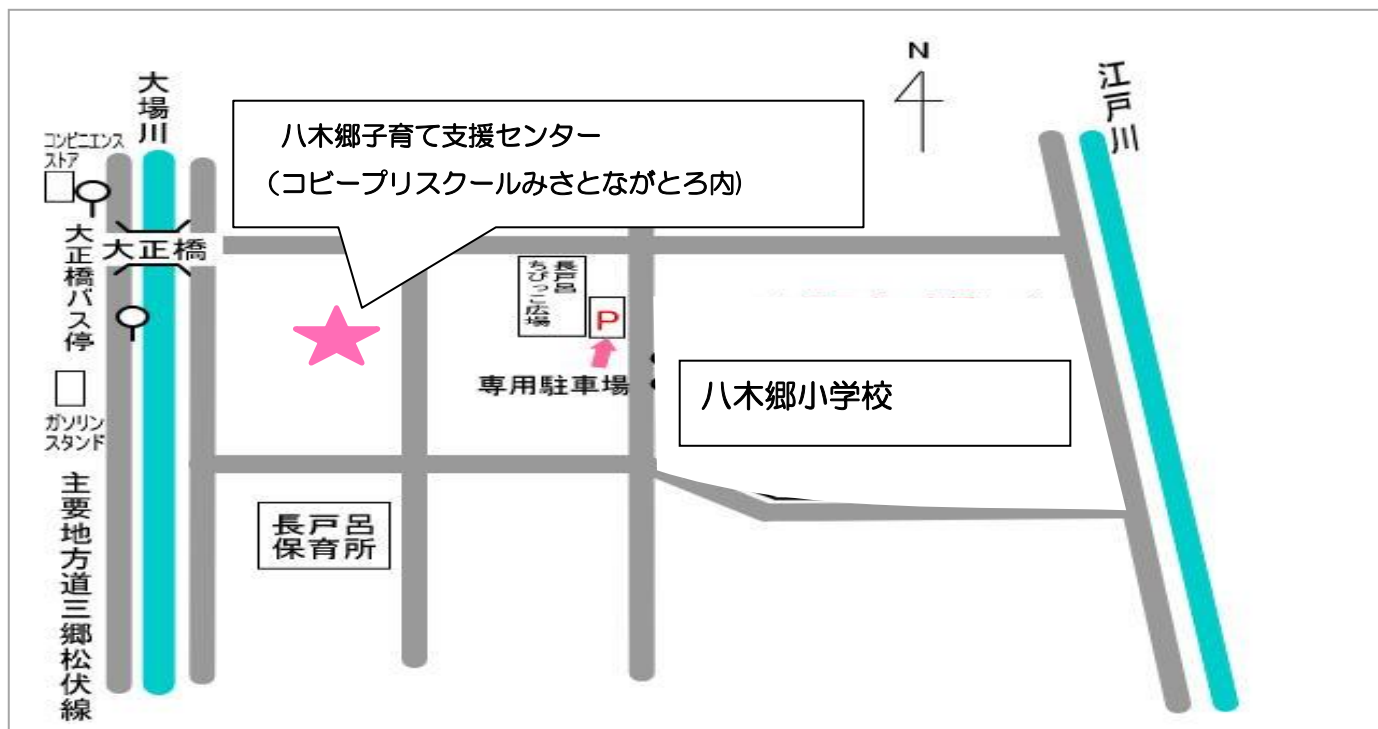 N
江戸川
大場川
コンビニエンス
ストア
八木郷子育て支援センター
（コビープリスクールみさとながとろ内)
大正橋
大正橋バス停
長戸呂
ちびっこ広場
P
専用駐車場
八木郷小学校
ガソリン
スタンド
主要地方道三郷松伏線
長戸呂
保育所